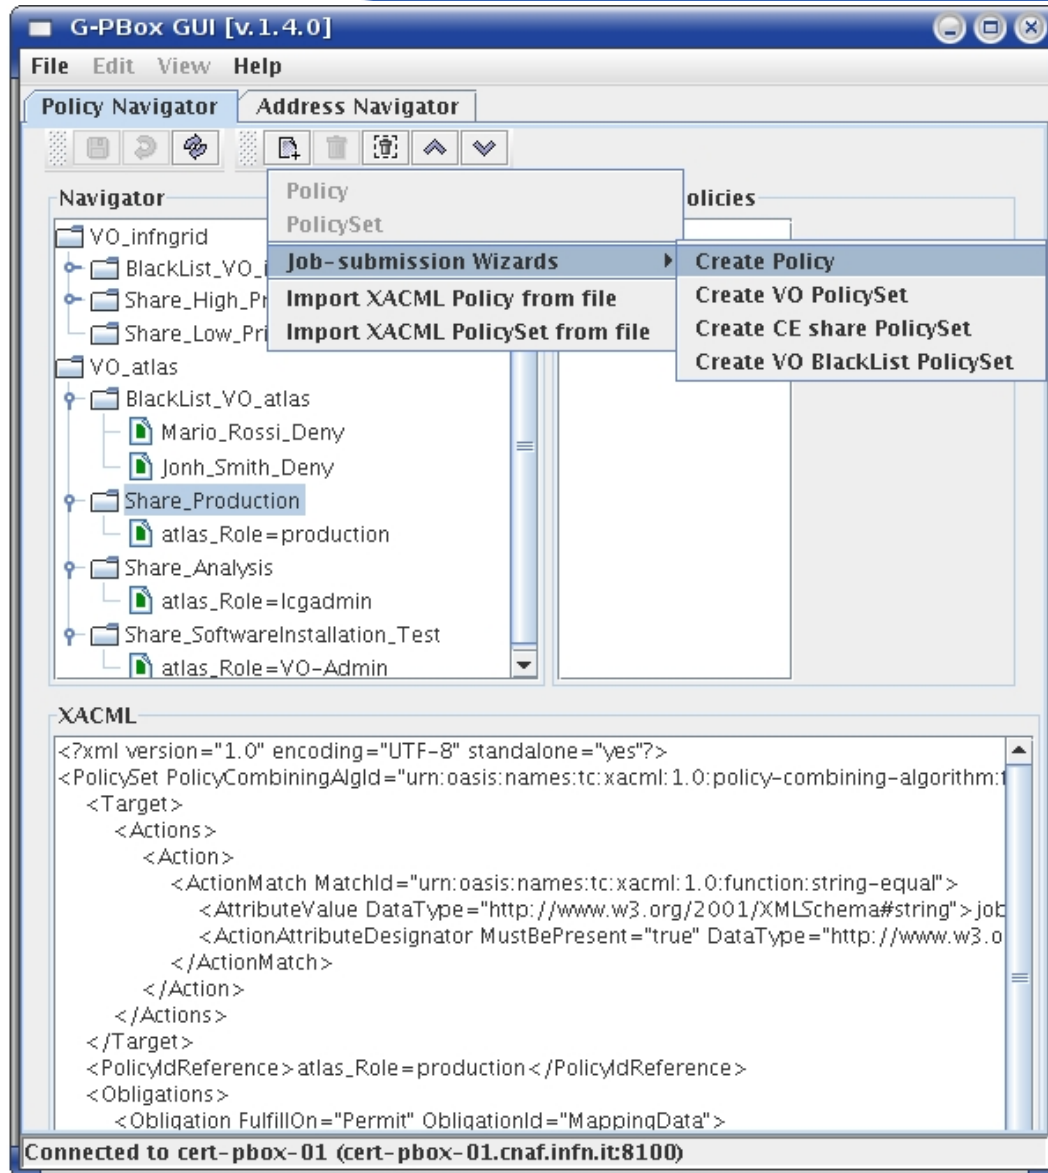 G-PBox GUI [v.1.4.0]
File Edit View Help
Policy Navigator Address Navigator
Policy
PolicySet
Job-submission Wizards
Import XACML Policy from file
Import XACML PolicySet from file
Create Policy
Create VO PolicySet
Create CE share PolicySet
Create VO BlackList PolicySet
Navigator
olicies
VO_infngrid
BlackList_VO_i
Share_High_Pr
Share_Low_Pri
VO_atlas
BlackList_VO_atlas
Mario_Rossi_Deny
Jonh_Smith_Deny
Share_Production
atlas_Role=production
Share_Analysis
atlas_Role=lcgadmin
Share_SoftwareInstallation_Test
atlas_Role=VO-Admin
XACML
<?xml version="1.0" encoding="UTF-8" standalone="yes"?>
<PolicySet PolicyCombiningAlgId="urn:oasis:names:tc:xacml:1.0:policy-combining-algorithm:f
<Target>
<Actions>
<Action>
<ActionMatch MatchId="urn:oasis:names:tc:xacml:1.0:function:string-equal">
<AttributeValue DataType="http://www.w3.org/2001/XMLSchema#string">job
<ActionAttributeDesignator MustBePresent="true" DataType="http://www.w3.o
</ActionMatch>
</Action>
</Actions>
</Target>
<PolicyIdReference>atlas_Role=production</PolicyIdReference>
<Obligations>
<Obligation FulfillOn="Permit" ObligationId="MappingData">
Connected to cert-pbox-01 (cert-pbox-01.cnaf.infn.it:8100)